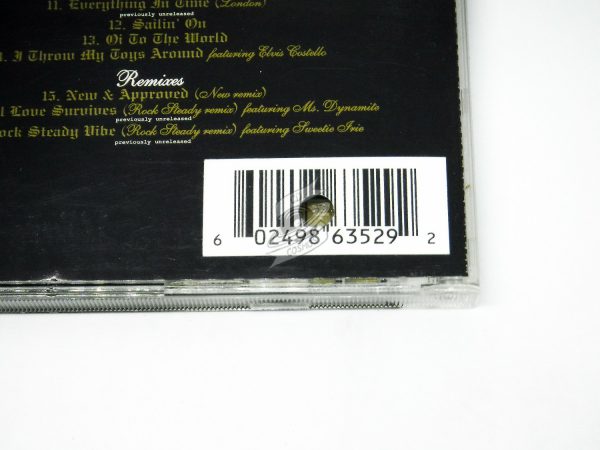 11. Everything In Time (London)
previously unreleased
12. Sailin' On
13. Oi To The World
. I Throw My Toys Around featuring Elvis Costello
Remixes
15. New & Approved (New remix)
l Love Survives (Rock Steady remix) featuring Ms. Dynamite
previously unreleased
ock Steady Vibe (Rock Steady remix) featuring Sweetie Irie
previously unreleased
6 02498 63529 2